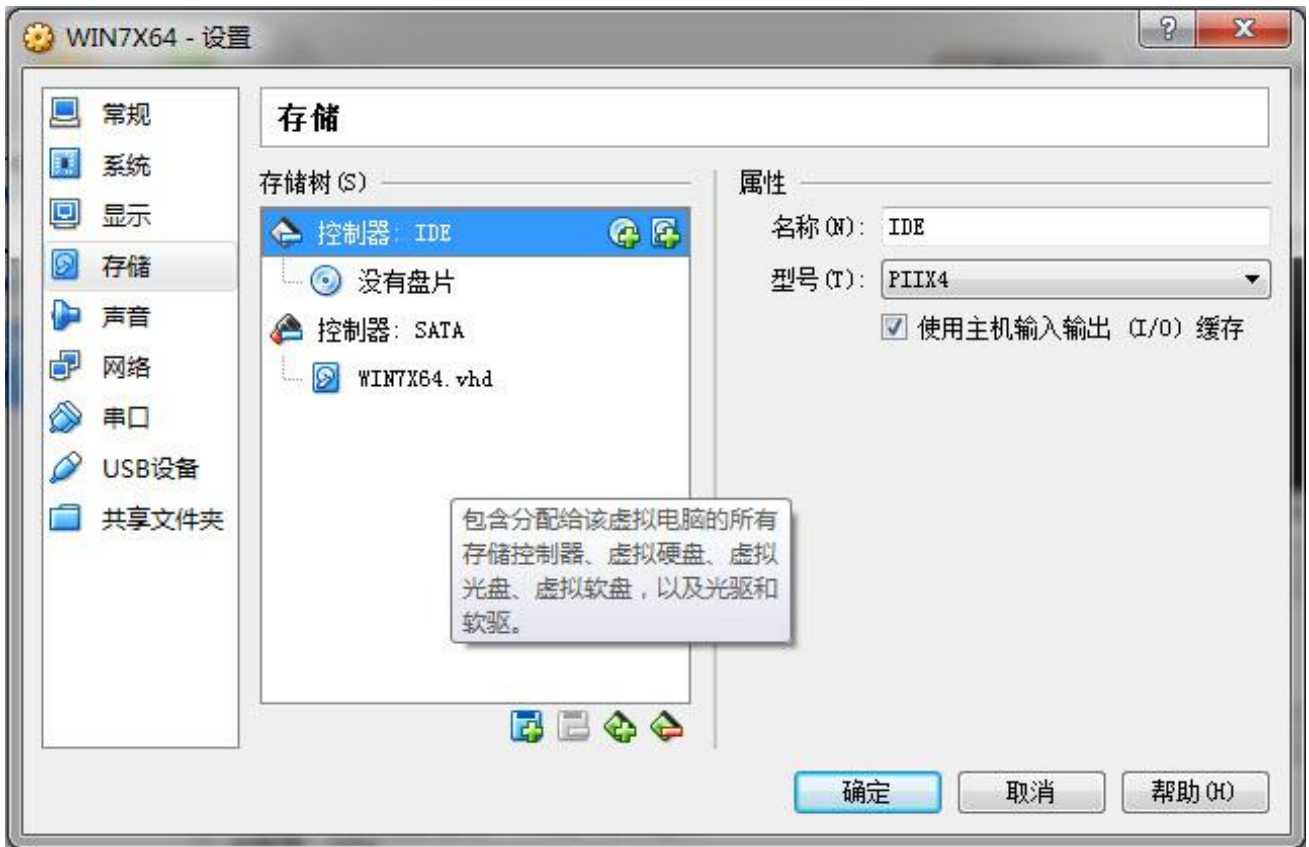 WIN7X64 - 设置
常规
系统
显示
存储
声音
网络
串口
USB设备
共享文件夹
存储
存储树(S)
控制器: IDE
没有盘片
控制器: SATA
WIN7X64.vhd
包含分配给该虚拟电脑的所有
存储控制器、虚拟硬盘、虚拟
光盘、虚拟软盘，以及光驱和
软驱。
属性
名称(N): IDE
型号(T): PIIX4
使用主机输入输出 (I/O) 缓存
确定
取消
帮助(H)